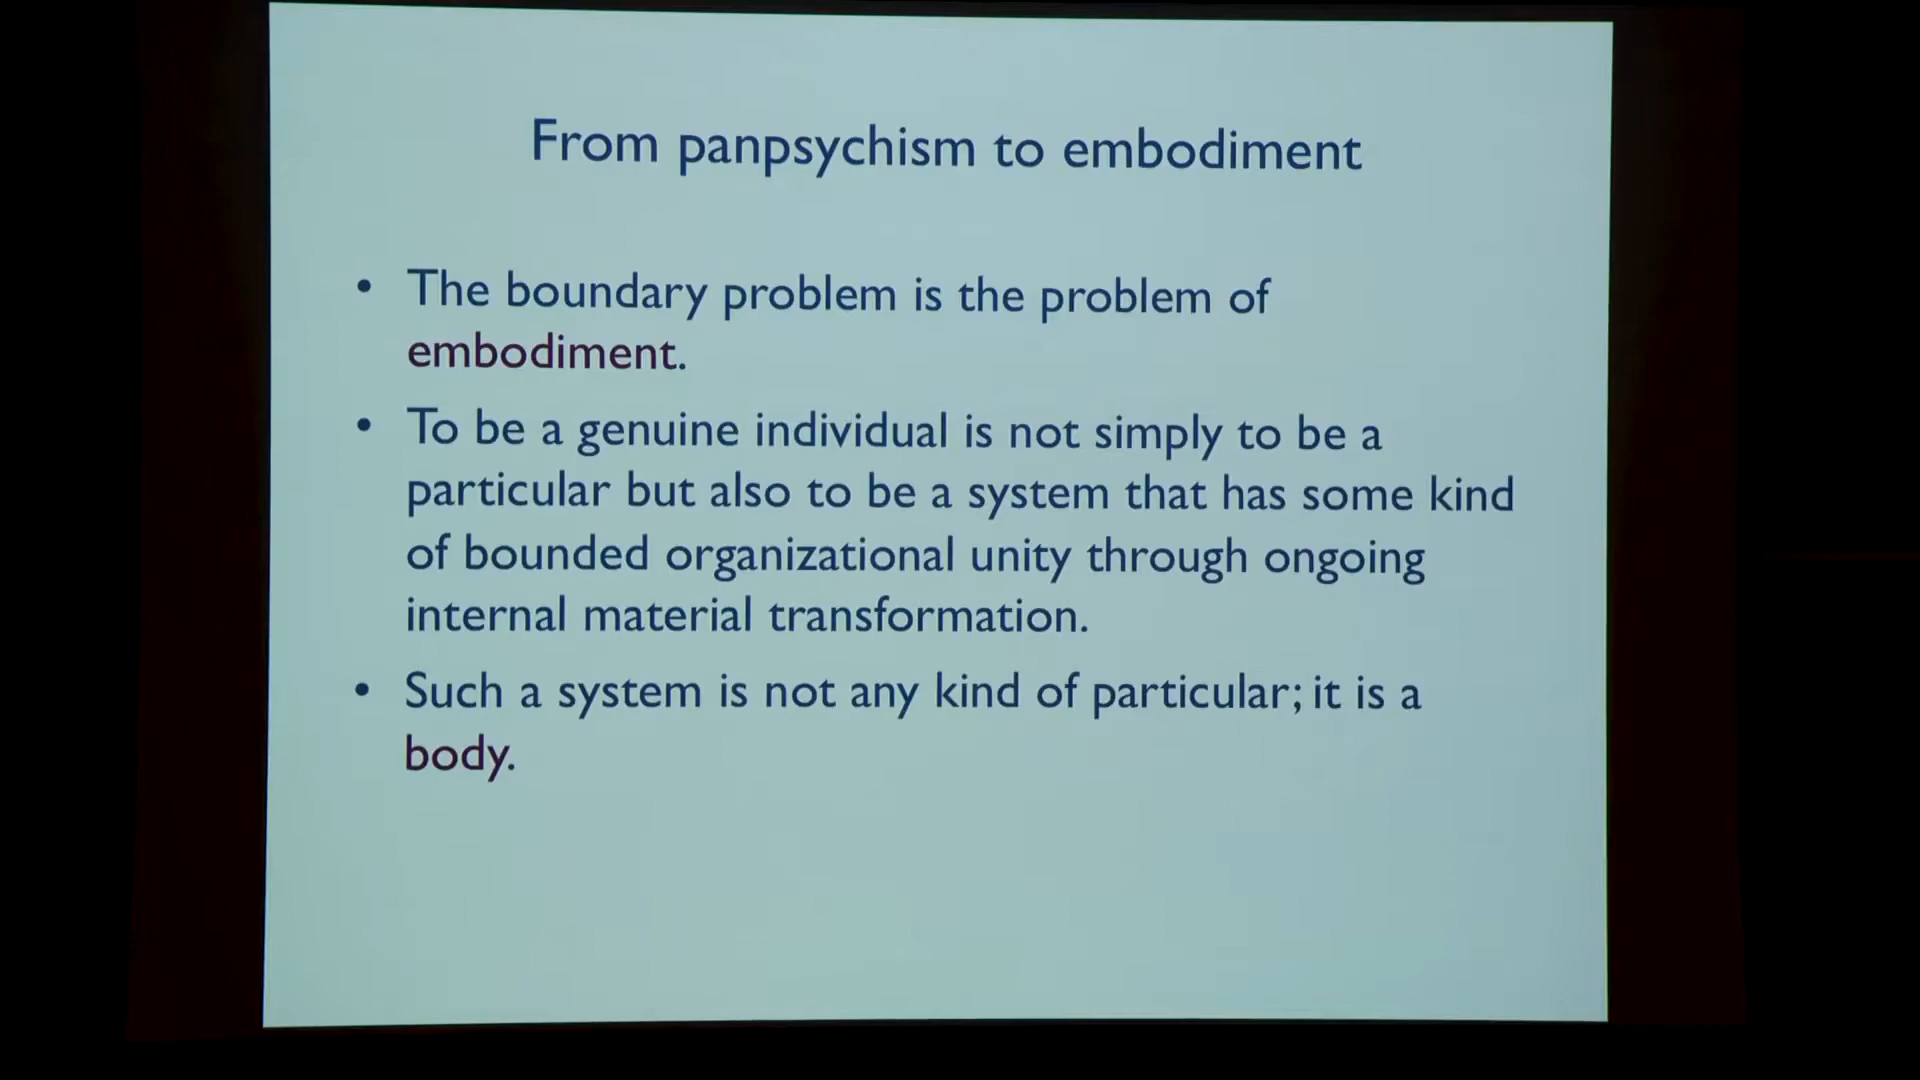 From panpsychism to embodiment
• The boundary problem is the problem of
embodiment.
• To be a genuine individual is not simply to be a
particular but also to be a system that has some kind
of bounded organizational unity through ongoing
internal material transformation.
• Such a system is not any kind of particular; it is a
body.